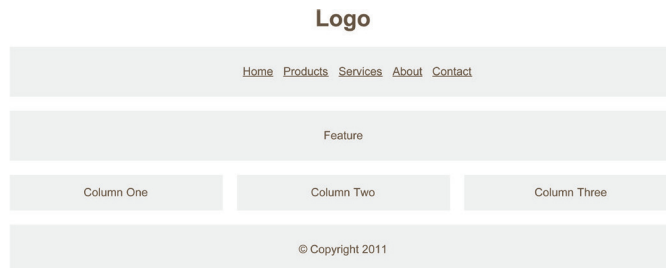 Logo
Home Products Services About Contact
Feature
Column One Column Two Column Three
© Copyright 2011